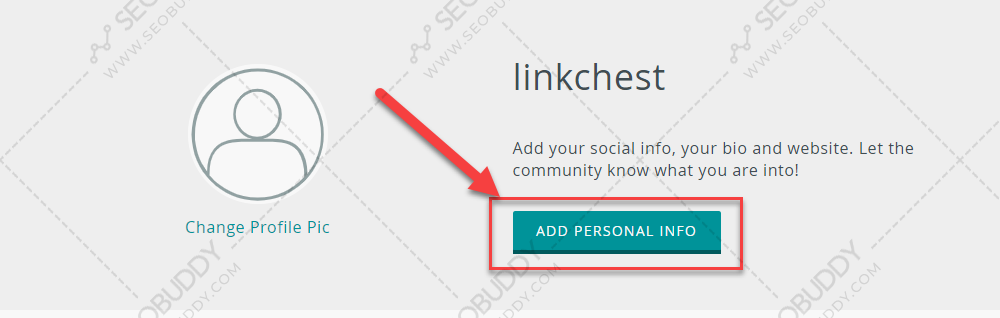 linkchest
Add your social info, your bio and website. Let the
community know what you are into!
Change Profile Pic
ADD PERSONAL INFO
SEOBUDDY
WWW.SEOBUDDY.COM